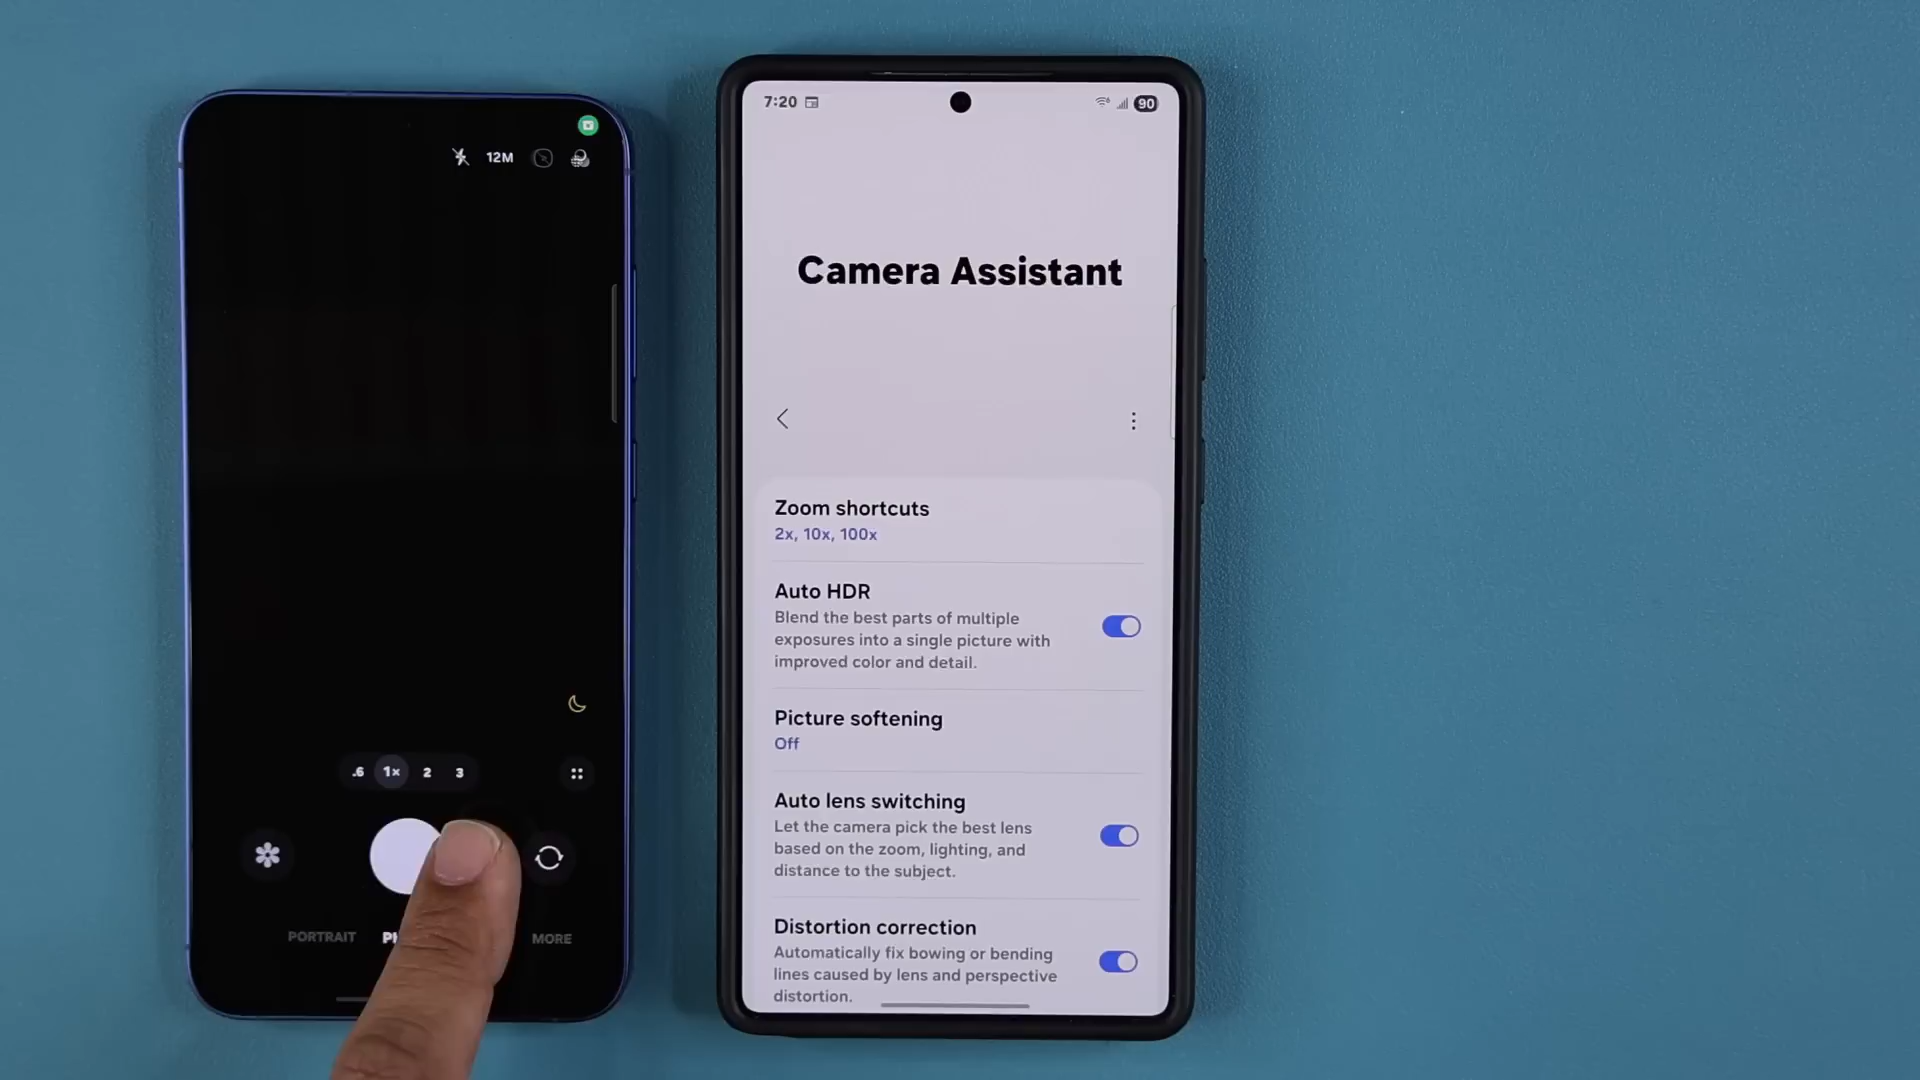 12M
.6 1× 2 3
PORTRAIT
MORE
7:20
90
Camera Assistant
Zoom shortcuts
2x, 10x, 100x
Auto HDR
Blend the best parts of multiple
exposures into a single picture with
improved color and detail.
Picture softening
Off
Auto lens switching
Let the camera pick the best lens
based on the zoom, lighting, and
distance to the subject.
Distortion correction
Automatically fix bowing or bending
lines caused by lens and perspective
distortion.